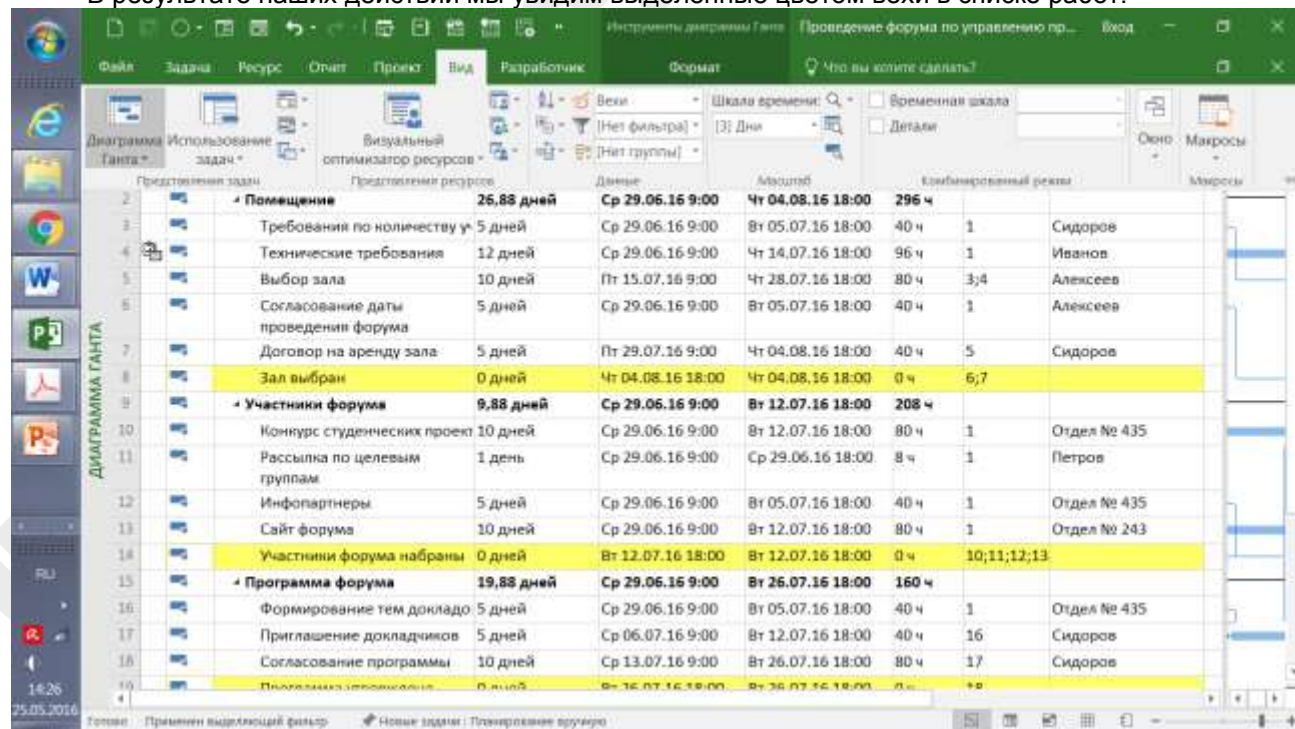 В результате наших действий мы увидим выделенные цветом вехи в списке работ.
Инструменты диаграммы Ганта Проведение форума по управлению пр... Вход
Файл Задача Ресурс Отчет Проект Вид Разработчик Формат Что вы хотите сделать?
Вехи Шкала времени: Временная шкала
[Нет фильтра] [3] Дни Детали
[Нет группы]
Диаграмма Ганта Использование задач Визуальный оптимизатор ресурсов Окно Макросы
Представления задач Представления ресурсов Данные Масштаб Комбинированный режим Макросы
2 Помещение 26,88 дней Ср 29.06.16 9:00 Чт 04.08.16 18:00 296 ч
3 Требования по количеству у 5 дней Ср 29.06.16 9:00 Вт 05.07.16 18:00 40 ч 1 Сидоров
4 Технические требования 12 дней Ср 29.06.16 9:00 Чт 14.07.16 18:00 96 ч 1 Иванов
5 Выбор зала 10 дней Пт 15.07.16 9:00 Чт 28.07.16 18:00 80 ч 3;4 Алексеев
6 Согласование даты 5 дней Ср 29.06.16 9:00 Вт 05.07.16 18:00 40 ч 1 Алексеев
проведения форума
7 Договор на аренду зала 5 дней Пт 29.07.16 9:00 Чт 04.08.16 18:00 40 ч 5 Сидоров
8 Зал выбран 0 дней Чт 04.08.16 18:00 Чт 04.08.16 18:00 0 ч 6;7
9 Участники форума 9,88 дней Ср 29.06.16 9:00 Вт 12.07.16 18:00 208 ч
10 Конкурс студенческих проект 10 дней Ср 29.06.16 9:00 Вт 12.07.16 18:00 80 ч 1 Отдел № 435
11 Рассылка по целевым 1 день Ср 29.06.16 9:00 Ср 29.06.16 18:00 8 ч 1 Петров
группам
12 Инфопартнеры 5 дней Ср 29.06.16 9:00 Вт 05.07.16 18:00 40 ч 1 Отдел № 435
13 Сайт форума 10 дней Ср 29.06.16 9:00 Вт 12.07.16 18:00 80 ч 1 Отдел № 243
14 Участники форума набраны 0 дней Вт 12.07.16 18:00 Вт 12.07.16 18:00 0 ч 10;11;12;13
15 Программа форума 19,88 дней Ср 29.06.16 9:00 Вт 26.07.16 18:00 160 ч
16 Формирование тем докладо 5 дней Ср 29.06.16 9:00 Вт 05.07.16 18:00 40 ч 1 Отдел № 435
17 Приглашение докладчиков 5 дней Ср 06.07.16 9:00 Вт 12.07.16 18:00 40 ч 16 Сидоров
18 Согласование программы 10 дней Ср 13.07.16 9:00 Вт 26.07.16 18:00 80 ч 17 Сидоров
19 Программа утверждена 0 дней Вт 26.07.16 18:00 Вт 26.07.16 18:00 0 ч 18
ДИАГРАММА ГАНТА
RU
14:26
25.05.2016
Готово Применен выделяющий фильтр Новые задачи : Планирование вручную